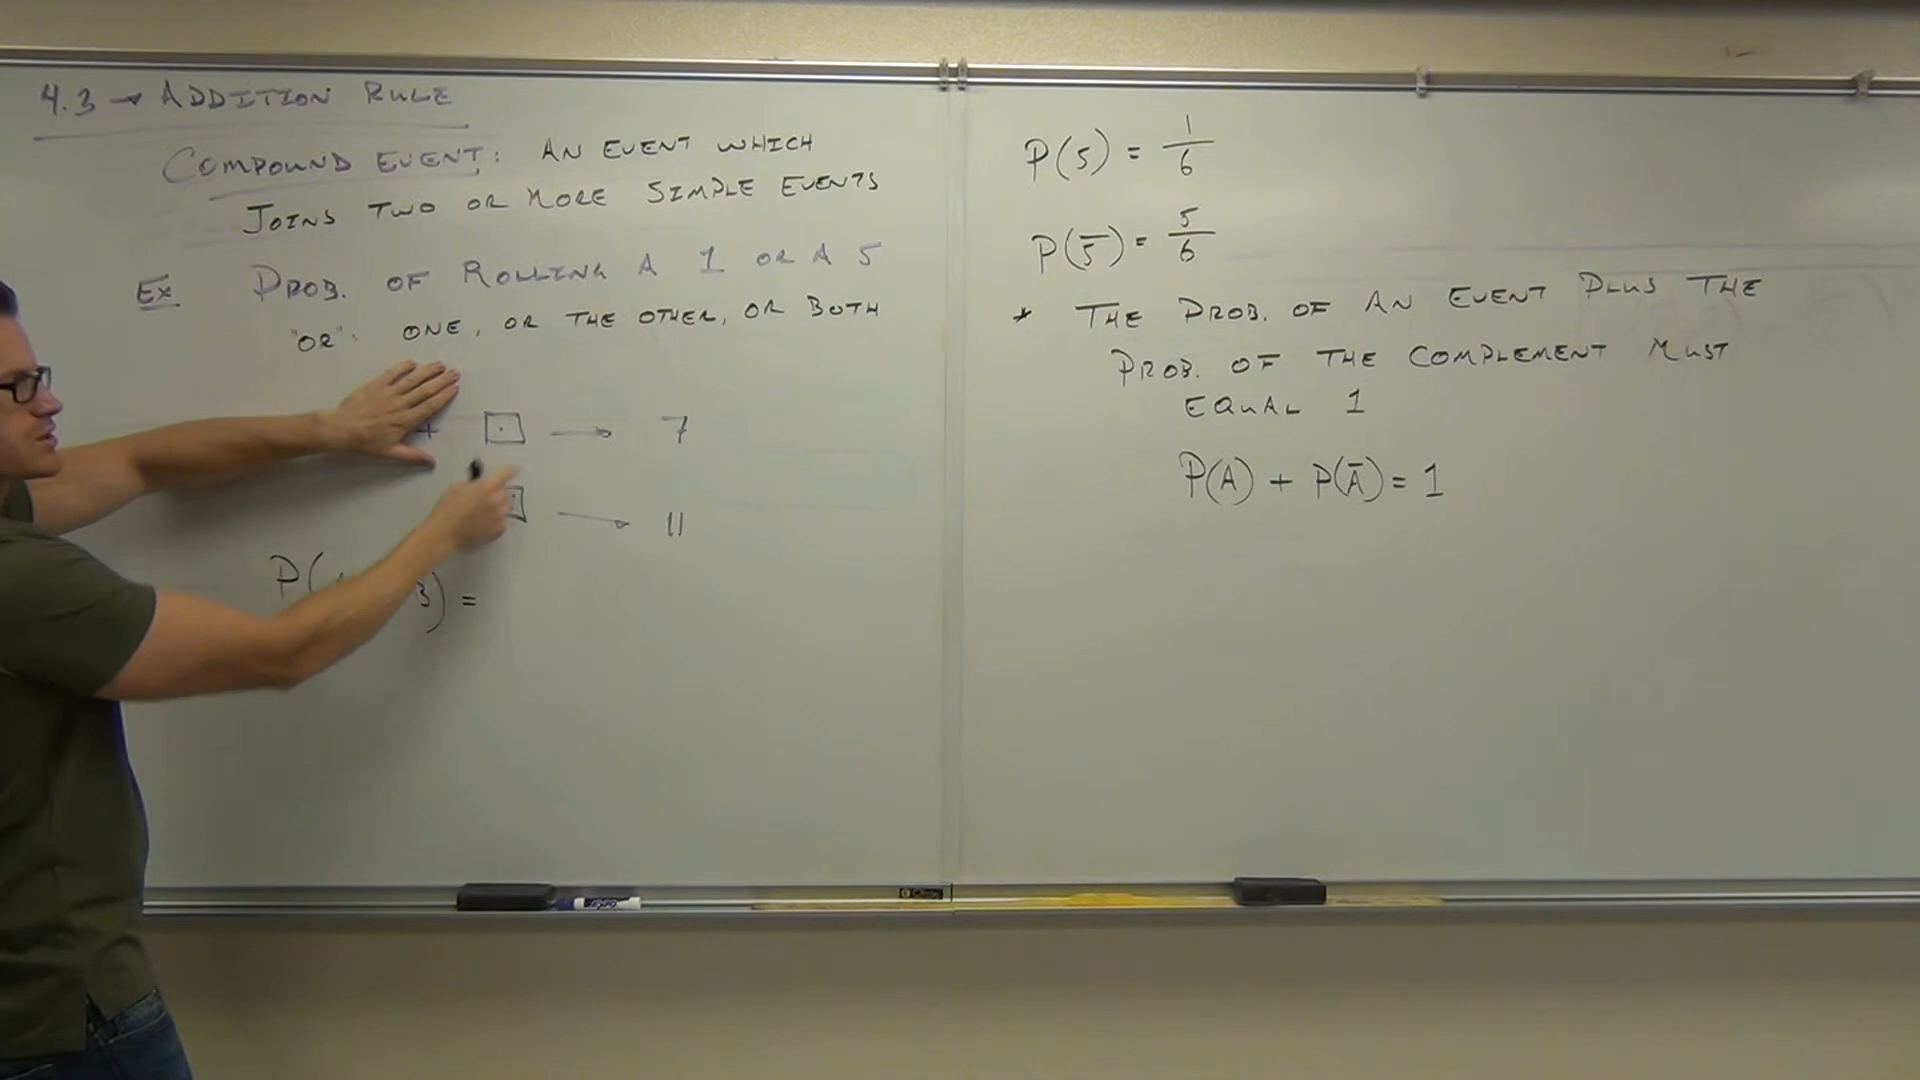 4.3 → ADDITION RULE
COMPOUND EVENT: AN EVENT WHICH
JOINS TWO OR MORE SIMPLE EVENTS
EX PROB. OF ROLLING A 1 OR A 5
"OR": ONE, OR THE OTHER, OR BOTH
+ → 7
→ 11
P( B) =
P(5) = 1/6
P(5̅) = 5/6
* THE PROB. OF AN EVENT PLUS THE
PROB. OF THE COMPLEMENT MUST
EQUAL 1
P(A) + P(A̅) = 1